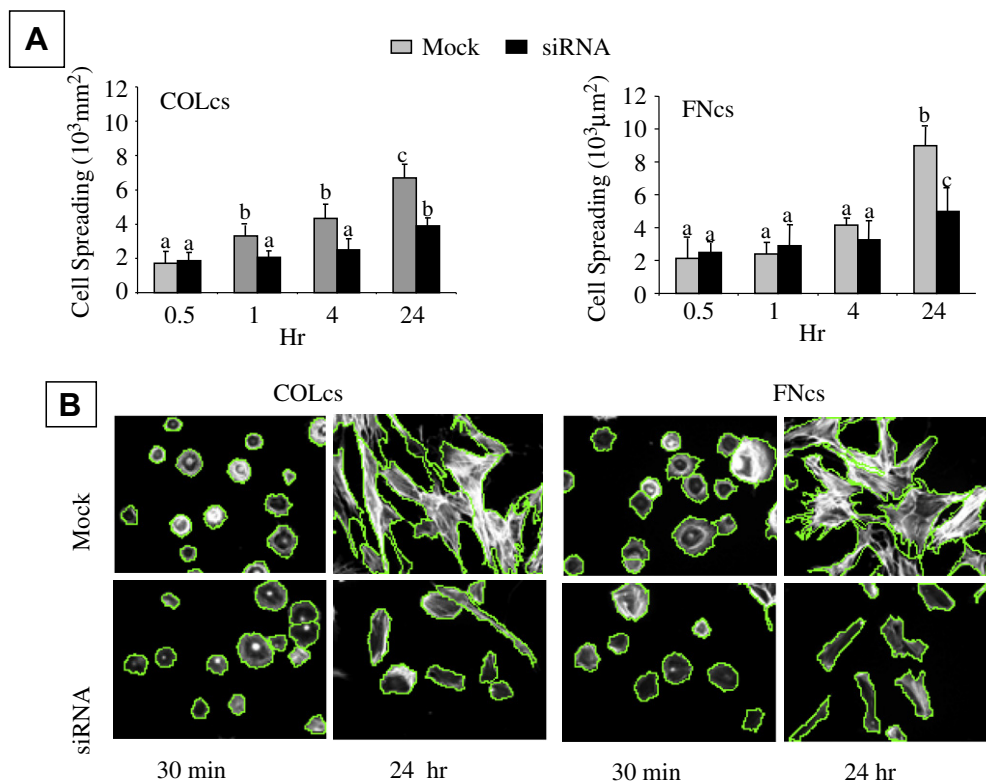 A
Mock siRNA
COLcs
Cell Spreading (10³mm²)
12
10
8
6
4
2
0
a a b a b a c b
0.5 1 4 24
Hr
FNcs
Cell Spreading (10³µm²)
12
10
8
6
4
2
0
a a a a a a b c
0.5 1 4 24
Hr
B
COLcs FNcs
Mock
siRNA
30 min 24 hr 30 min 24 hr